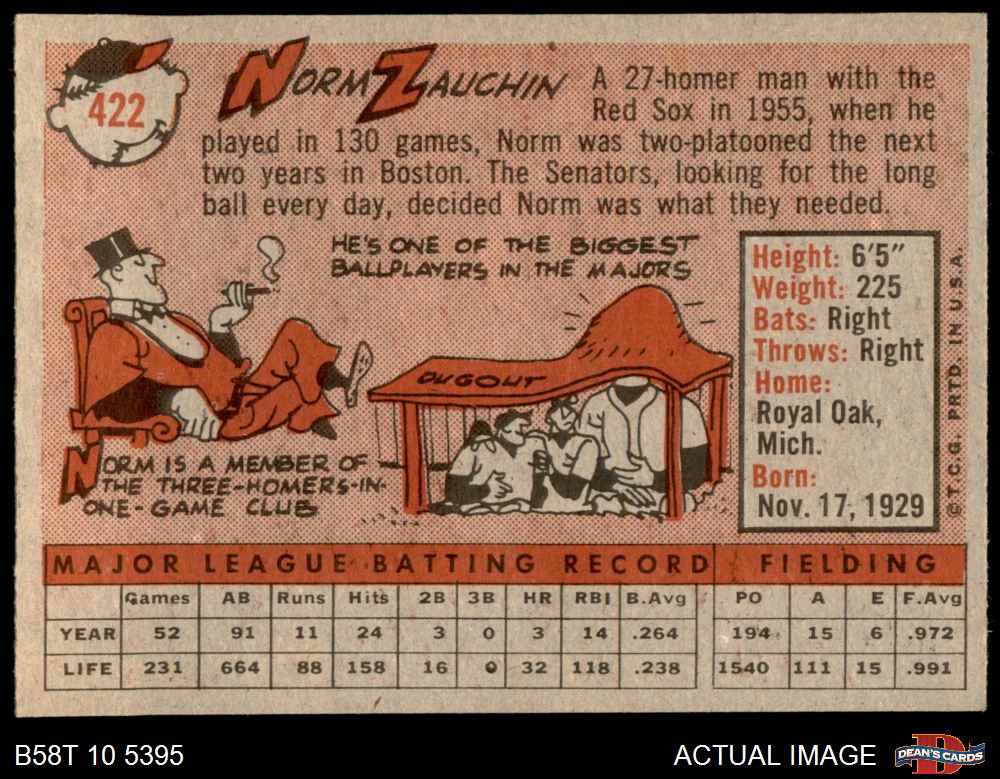 422
NORM ZAUCHIN
A 27-homer man with the
Red Sox in 1955, when he
played in 130 games, Norm was two-platooned the next
two years in Boston. The Senators, looking for the long
ball every day, decided Norm was what they needed.
HE'S ONE OF THE BIGGEST
BALLPLAYERS IN THE MAJORS
DUGOUT
NORM IS A MEMBER OF
THE THREE-HOMERS-IN-
ONE-GAME CLUB
Height: 6'5"
Weight: 225
Bats: Right
Throws: Right
Home:
Royal Oak,
Mich.
Born:
Nov. 17, 1929
© T.C.G. PRTD. IN U.S.A.
MAJOR LEAGUE BATTING RECORD FIELDING
Games AB Runs Hits 2B 3B HR RBI B.Avg PO A E F.Avg
YEAR 52 91 11 24 3 0 3 14 .264 194 15 6 .972
LIFE 231 664 88 158 16 0 32 118 .238 1540 111 15 .991
B58T 10 5395
ACTUAL IMAGE
DEAN'S CARDS